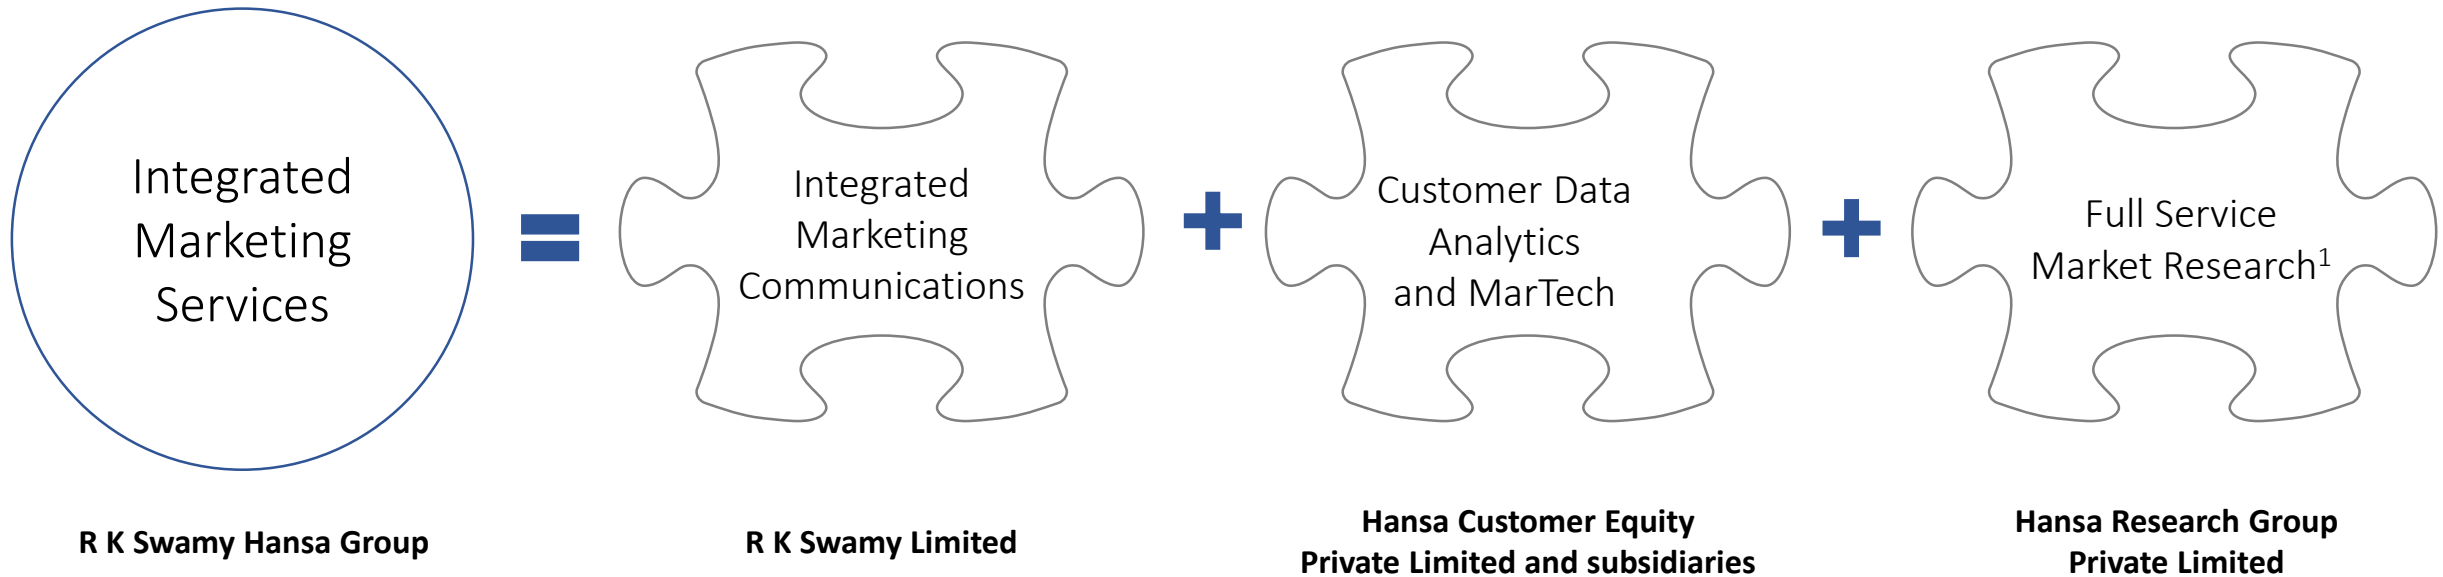 Integrated
Marketing
Services
=
Integrated
Marketing
Communications
+
Customer Data
Analytics
and MarTech
+
Full Service
Market Research¹
R K Swamy Hansa Group
R K Swamy Limited
Hansa Customer Equity
Private Limited and subsidiaries
Hansa Research Group
Private Limited